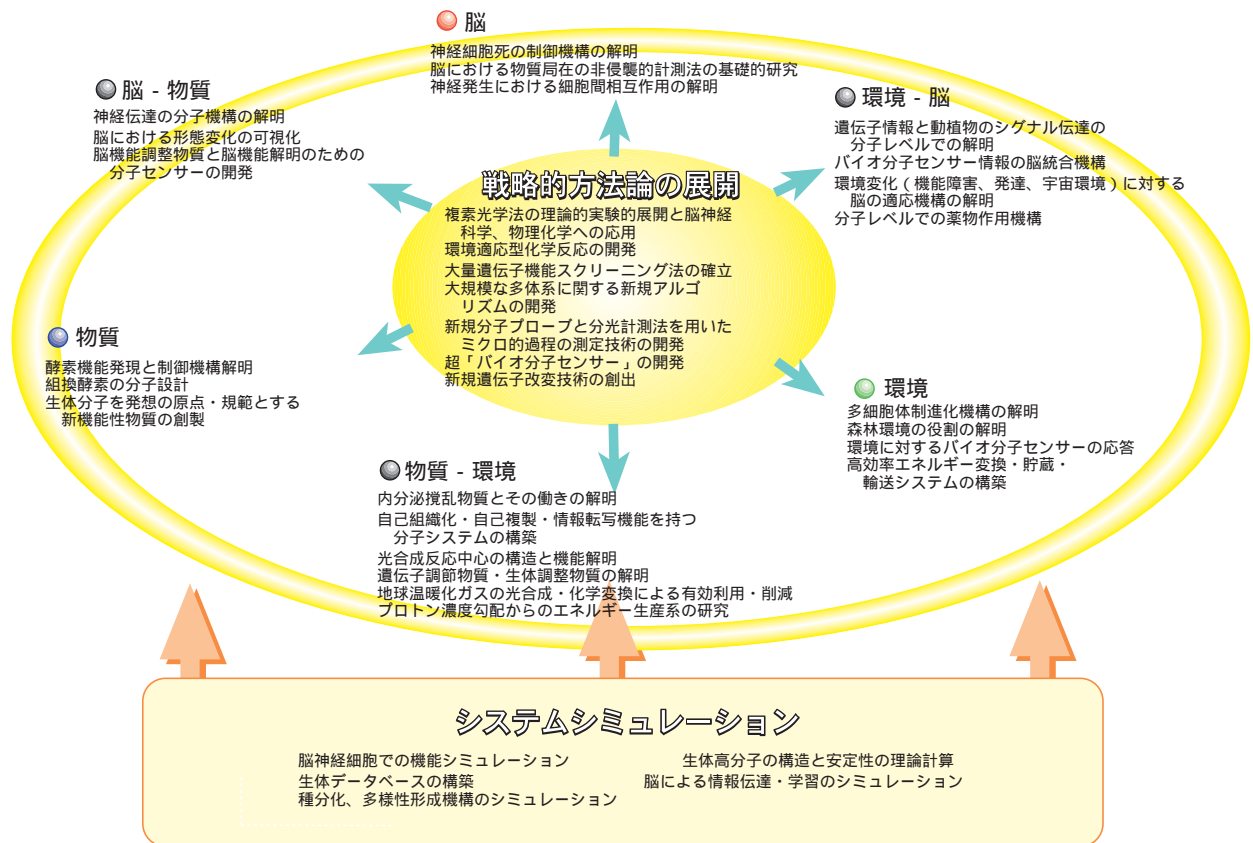 脳
神経細胞死の制御機構の解明
脳における物質局在の非侵襲的計測法の基礎的研究
神経発生における細胞間相互作用の解明
脳 - 物質
神経伝達の分子機構の解明
脳における形態変化の可視化
脳機能調整物質と脳機能解明のための
分子センサーの開発
環境 - 脳
遺伝子情報と動植物のシグナル伝達の
分子レベルでの解明
バイオ分子センサー情報の脳統合機構
環境変化（機能障害、発達、宇宙環境）に対する
脳の適応機構の解明
分子レベルでの薬物作用機構
戦略的方法論の展開
複素光学法の理論的実験的展開と脳神経
科学、物理化学への応用
環境適応型化学反応の開発
大量遺伝子機能スクリーニング法の確立
大規模な多体系に関する新規アルゴ
リズムの開発
新規分子プローブと分光計測法を用いた
ミクロ的過程の測定技術の開発
超「バイオ分子センサー」の開発
新規遺伝子改変技術の創出
物質
酵素機能発現と制御機構解明
組換酵素の分子設計
生体分子を発想の原点・規範とする
新機能性物質の創製
環境
多細胞体制進化機構の解明
森林環境の役割の解明
環境に対するバイオ分子センサーの応答
高効率エネルギー変換・貯蔵・
輸送システムの構築
物質 - 環境
内分泌撹乱物質とその働きの解明
自己組織化・自己複製・情報転写機能を持つ
分子システムの構築
光合成反応中心の構造と機能解明
遺伝子調節物質・生体調整物質の解明
地球温暖化ガスの光合成・化学変換による有効利用・削減
プロトン濃度勾配からのエネルギー生産系の研究
システムシミュレーション
脳神経細胞での機能シミュレーション
生体データベースの構築
種分化、多様性形成機構のシミュレーション
生体高分子の構造と安定性の理論計算
脳による情報伝達・学習のシミュレーション